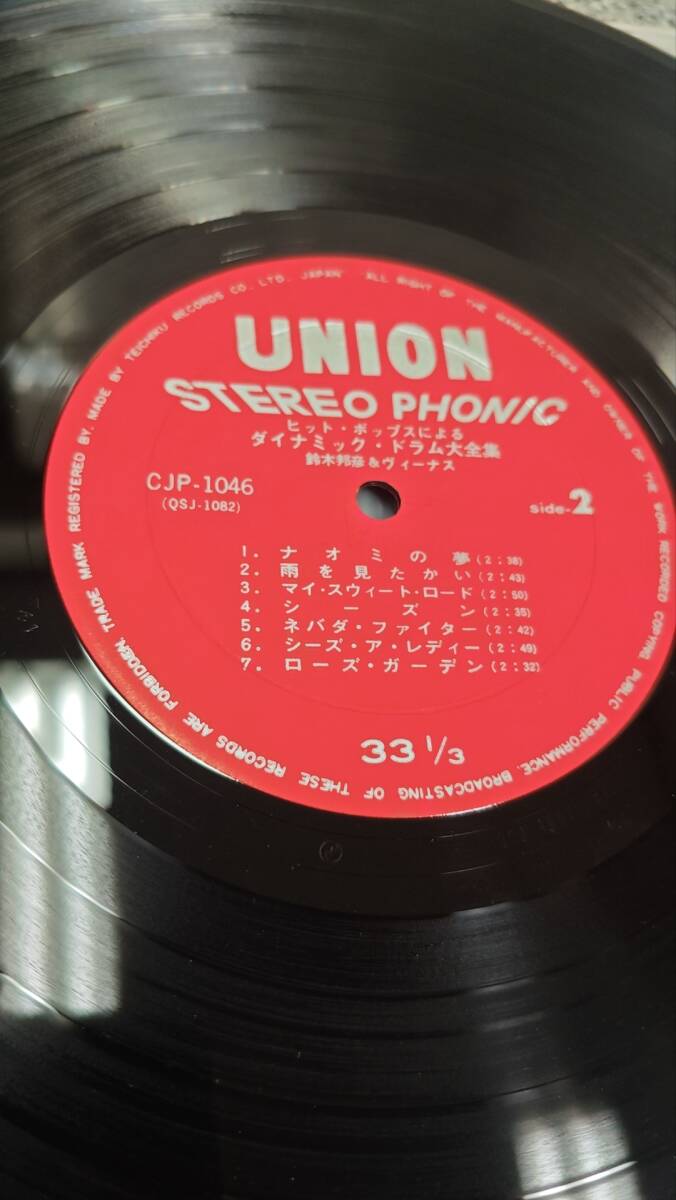 UNION
STEREO PHONIC
ヒット・ポップスによる
ダイナミック・ドラム大全集
鈴木邦彦&ヴィーナス
CJP-1046
(QSJ-1082)
side-2
1. ナオミの夢(2:38)
2. 雨を見たかい(2:43)
3. マイ・スウィート・ロード(2:50)
4. シーズン(2:35)
5. ネバダ・ファイター(2:42)
6. シーズ・ア・レディー(2:49)
7. ローズ・ガーデン(2:32)
33 1/3
TRADE MARK REGISTERED BY. MADE BY TEICHIKU RECORDS CO. LTD. JAPAN ALL RIGHT OF THE MANUFACTURER AND OWNER OF THE WORK RECORDED COPYING PUBLIC PERFORMANCE. BROADCASTING OF THESE RECORDS ARE FORBIDDEN.